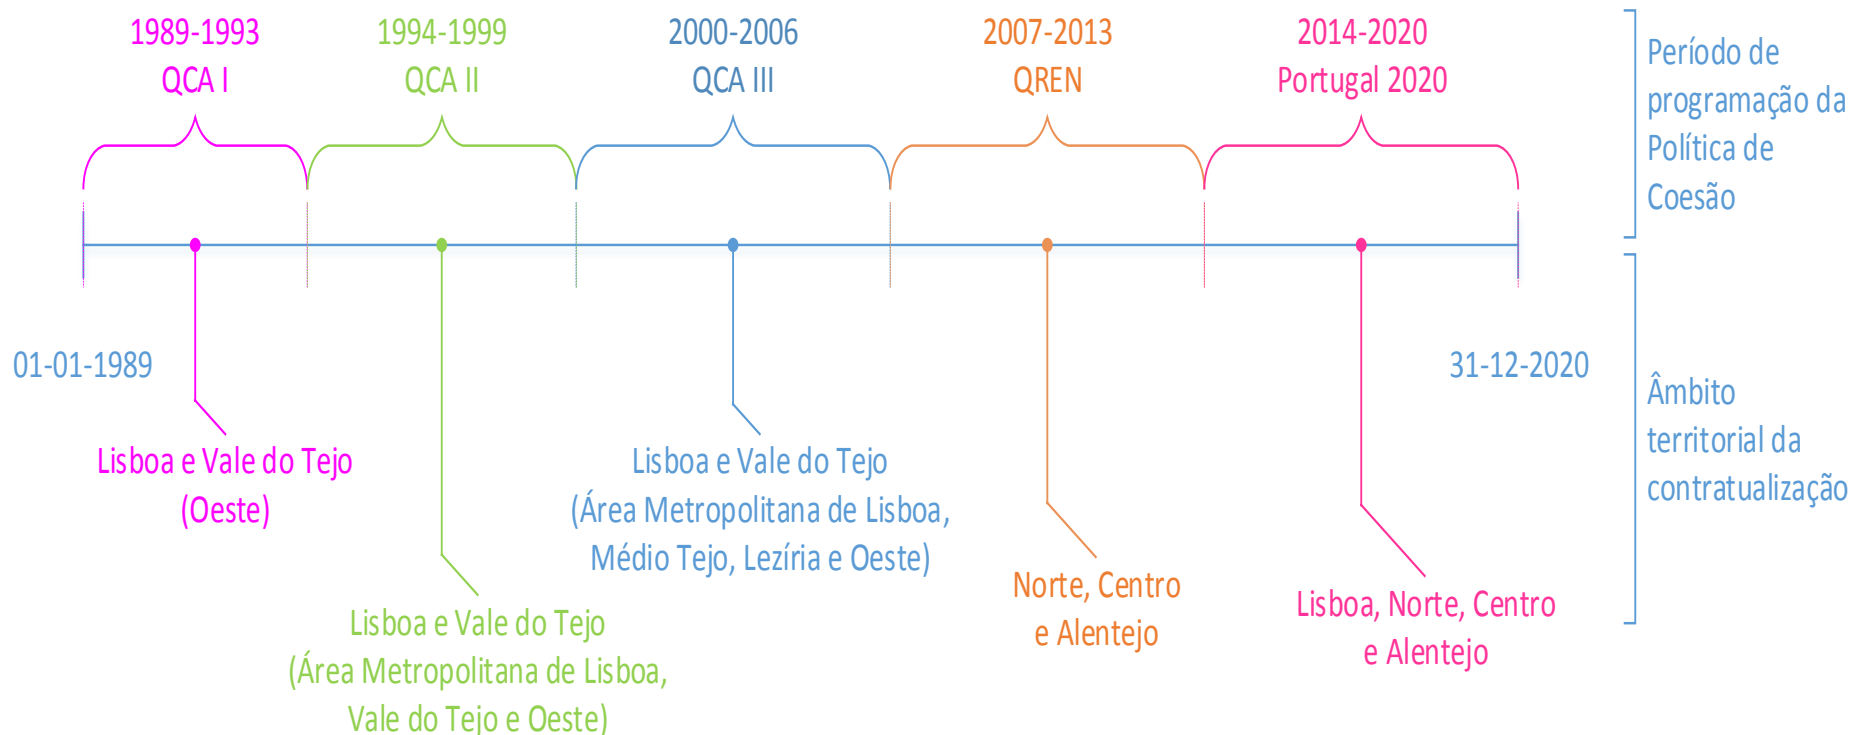 1989-1993
QCA I
1994-1999
QCA II
2000-2006
QCA III
2007-2013
QREN
2014-2020
Portugal 2020
Período de
programação da
Política de
Coesão
01-01-1989
31-12-2020
Lisboa e Vale do Tejo
(Oeste)
Lisboa e Vale do Tejo
(Área Metropolitana de Lisboa,
Vale do Tejo e Oeste)
Lisboa e Vale do Tejo
(Área Metropolitana de Lisboa,
Médio Tejo, Lezíria e Oeste)
Norte, Centro
e Alentejo
Lisboa, Norte, Centro
e Alentejo
Âmbito
territorial da
contratualização